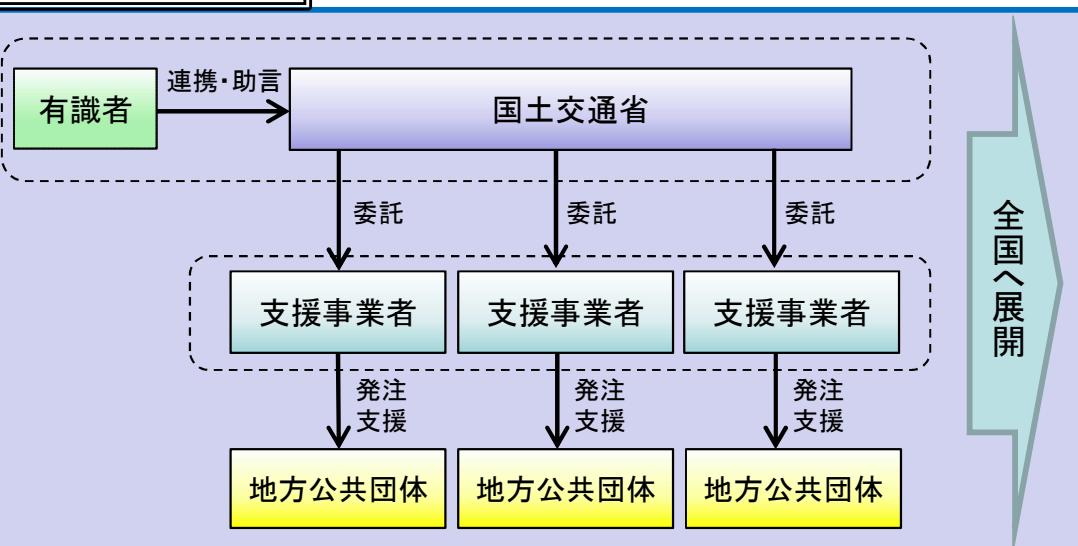 連携・助言
有識者
国土交通省
委託
委託
委託
支援事業者
支援事業者
支援事業者
発注
支援
発注
支援
発注
支援
地方公共団体
地方公共団体
地方公共団体
全国へ展開